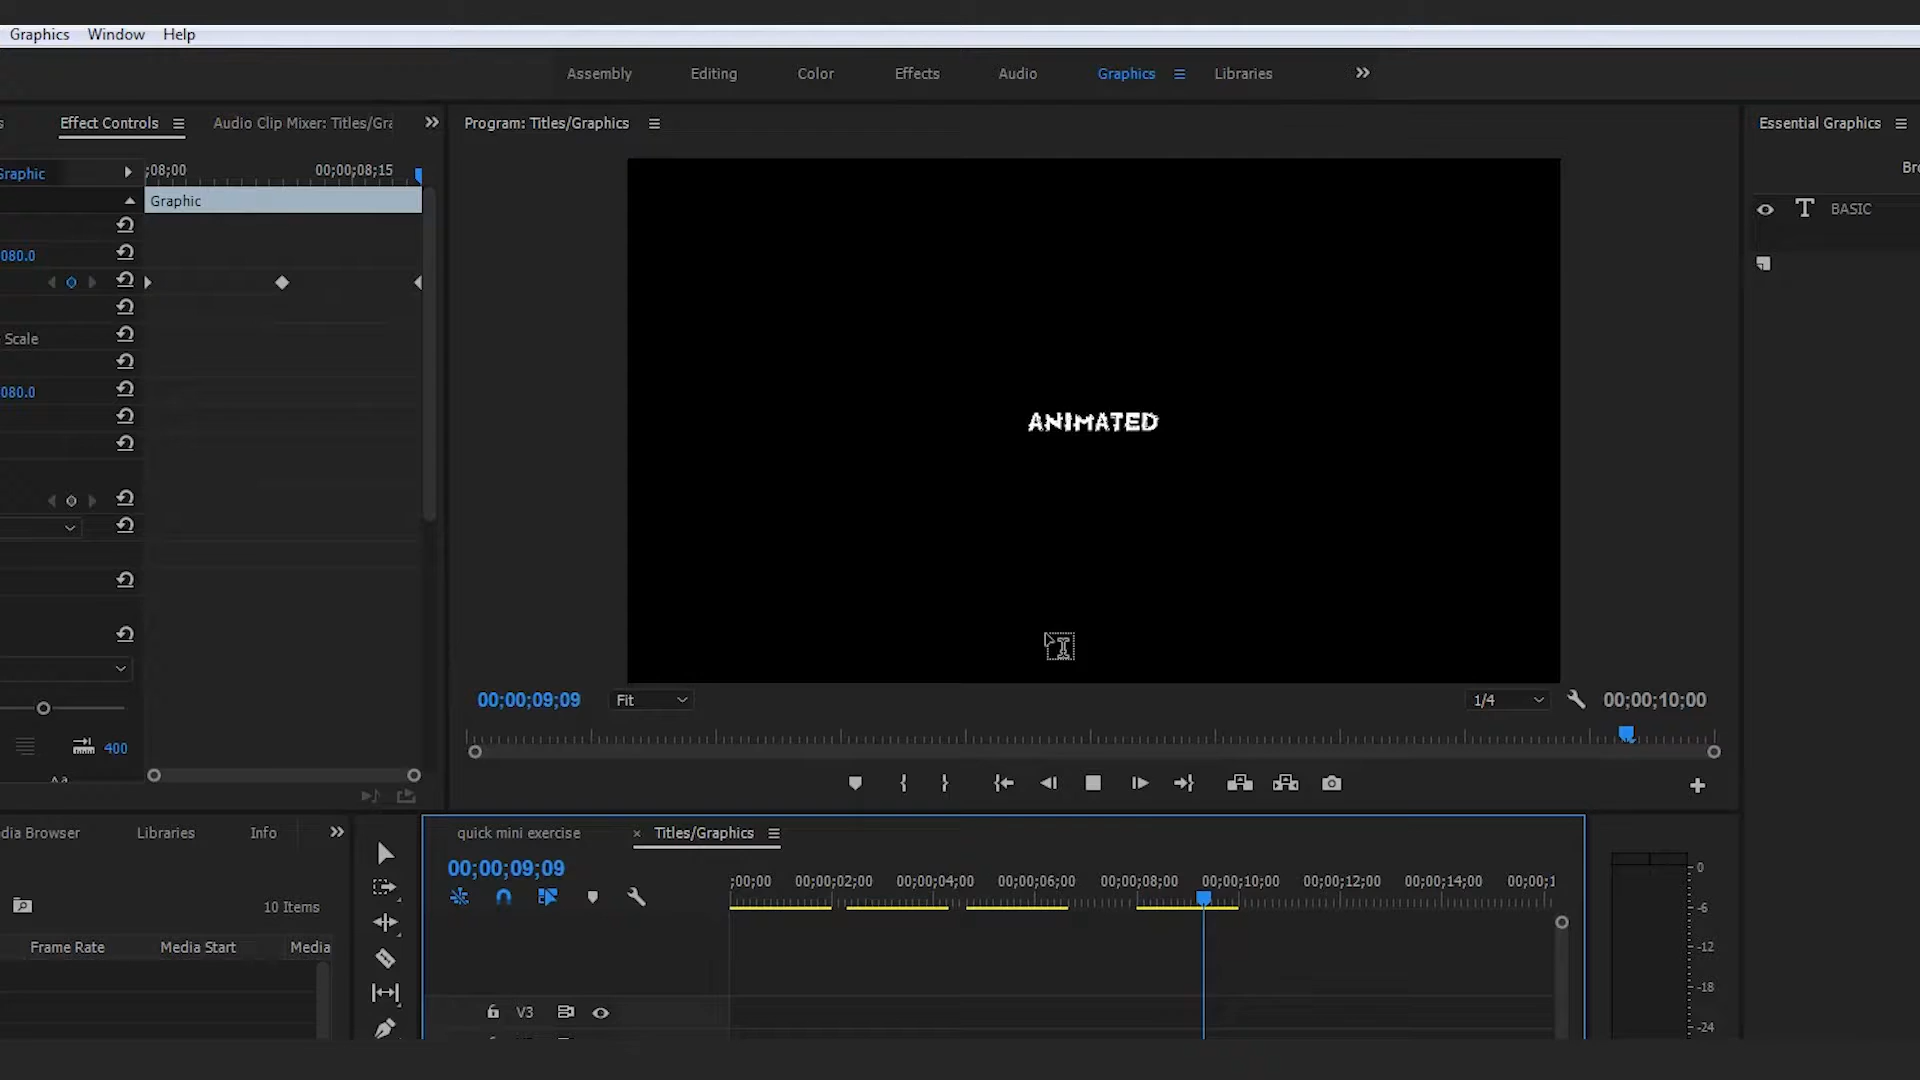 Graphics Window Help
Assembly Editing Color Effects Audio Graphics Libraries
Effect Controls Audio Clip Mixer: Titles/Gra
Program: Titles/Graphics
Essential Graphics
Graphic
;08;00 00;00;08;15
Graphic
BASIC
080.0
Scale
080.0
ANIMATED
00;00;09;09 Fit 1/4 00;00;10;00
400
dia Browser Libraries Info
quick mini exercise Titles/Graphics
00;00;09;09
;00;00 00;00;02;00 00;00;04;00 00;00;06;00 00;00;08;00 00;00;10;00 00;00;12;00 00;00;14;00 00;00;1
10 Items
Frame Rate Media Start Media
V3
0
-6
-12
-18
-24